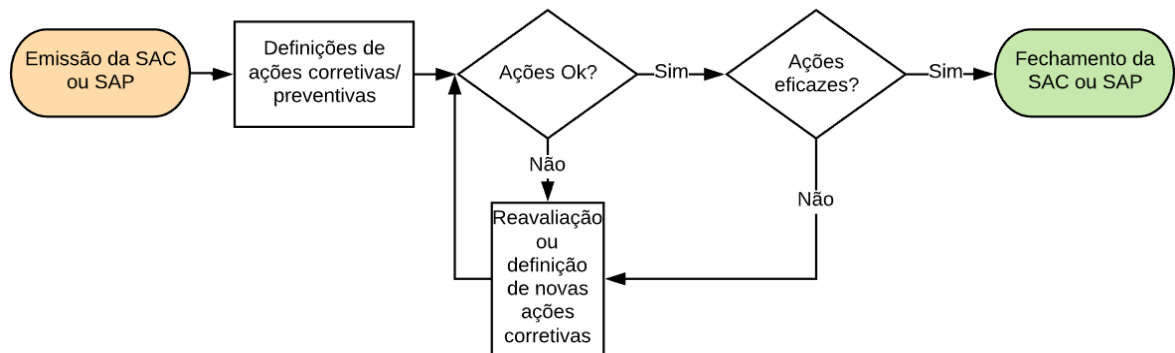 Emissão da SAC
ou SAP
Definições de
ações corretivas/
preventivas
Ações Ok?
Sim
Ações
eficazes?
Sim
Fechamento da
SAC ou SAP
Não
Não
Reavaliação
ou
definição
de novas
ações
corretivas